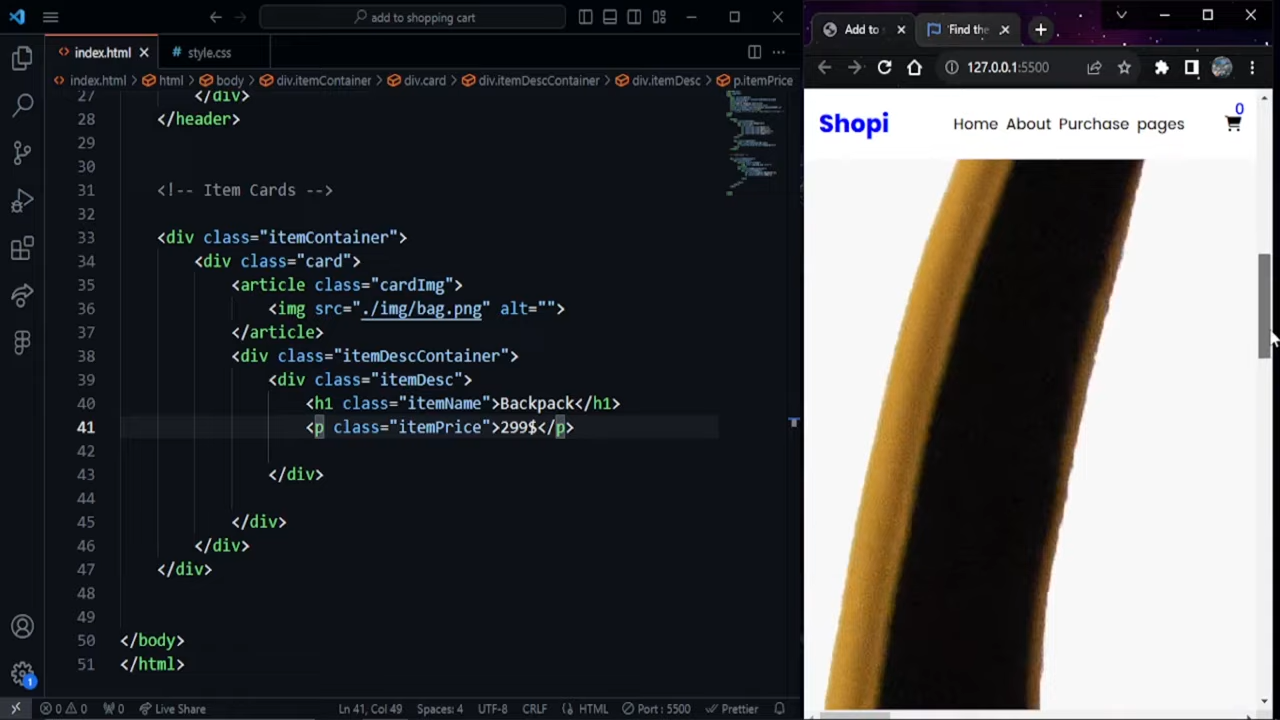 add to shopping cart
index.html
style.css
index.html
html
body
div.itemContainer
div.card
div.itemDescContainer
div.itemDesc
p.itemPrice
27 </div>
28 </header>
29
30
31 <!-- Item Cards -->
32
33 <div class="itemContainer">
34 <div class="card">
35 <article class="cardImg">
36 <img src="./img/bag.png" alt="">
37 </article>
38 <div class="itemDescContainer">
39 <div class="itemDesc">
40 <h1 class="itemName">Backpack</h1>
41 <p class="itemPrice">299$</p>
42
43 </div>
44
45 </div>
46 </div>
47 </div>
48
49
50 </body>
51 </html>
1
0 0 0 Live Share Ln 41, Col 49 Spaces: 4 UTF-8 CRLF HTML Port : 5500 Prettier
Add to
Find the
127.0.0.1:5500
Shopi
Home About Purchase pages
0